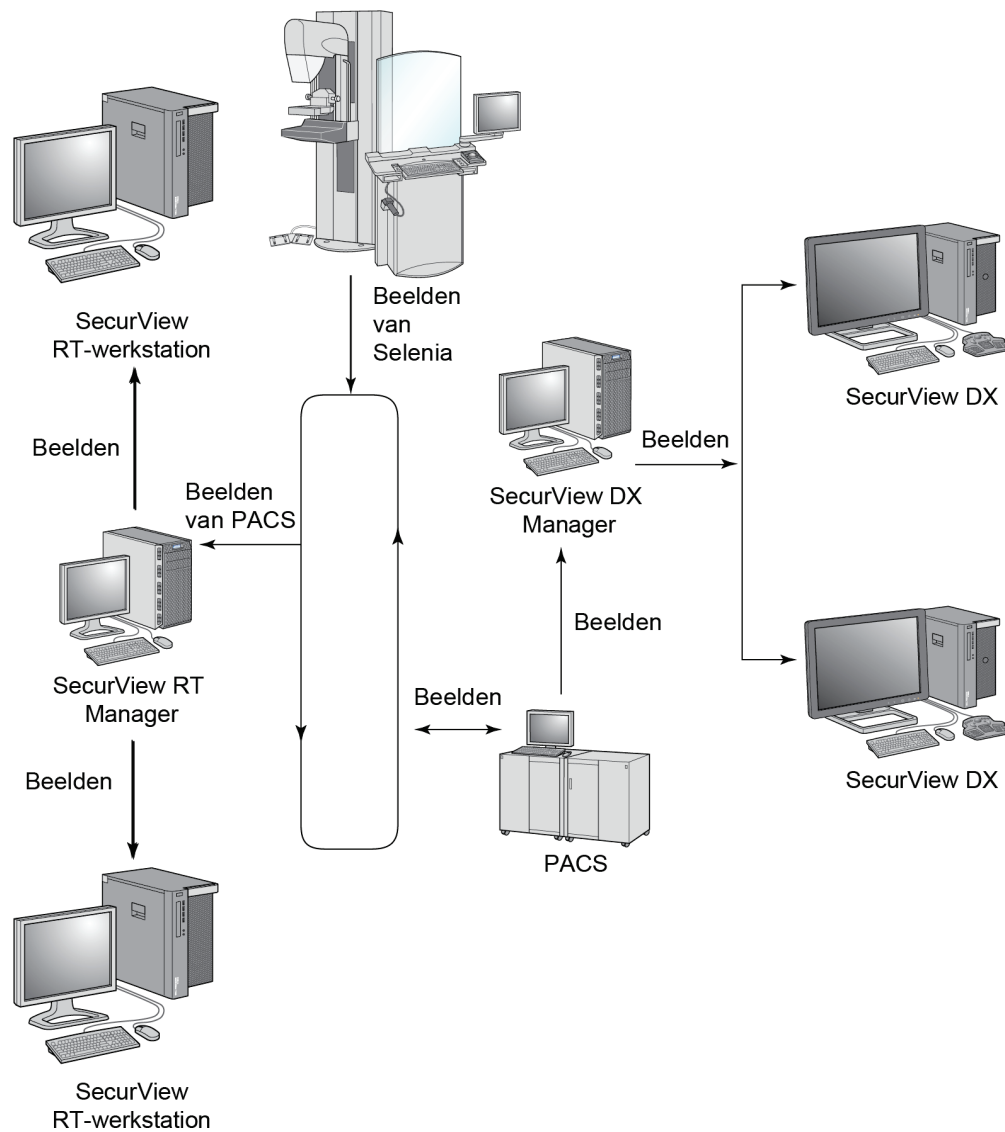 SecurView
RT-werkstation
Beelden
van
Selenia
SecurView DX
Beelden
Beelden
Beelden
van PACS
SecurView DX
Manager
Beelden
SecurView RT
Manager
Beelden
Beelden
SecurView DX
PACS
SecurView
RT-werkstation